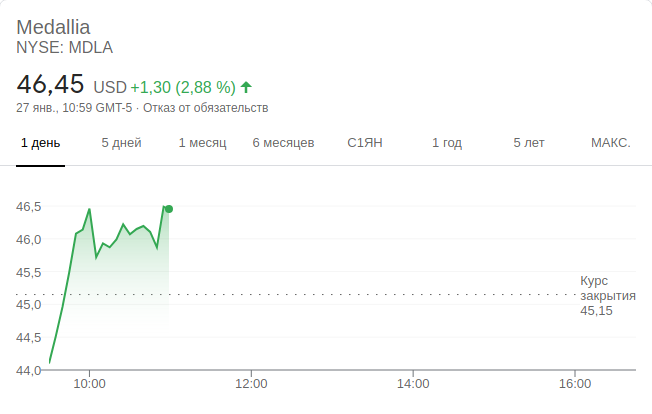 Medallia
NYSE: MDLA
46,45 USD +1,30 (2,88 %)
27 янв., 10:59 GMT-5 · Отказ от обязательств
1 день 5 дней 1 месяц 6 месяцев С1ЯН 1 год 5 лет МАКС.
46,5
46,0
45,5
Курс
закрытия
45,15
45,0
44,5
44,0
10:00 12:00 14:00 16:00